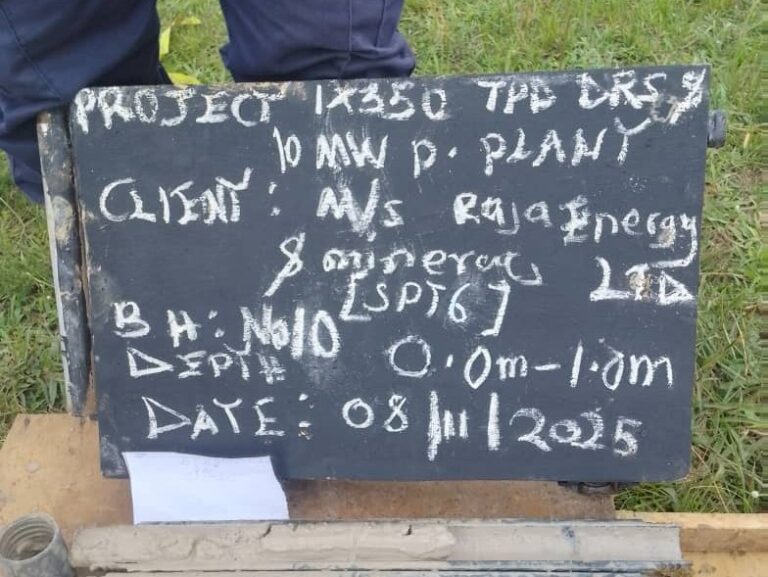 PROJECT 1X350 TPD DRS &
10 MW P. PLANT
CLIENT: M/s Raja Energy
& minerals LTD
[SPT6]
BH: No10
DEPTH 0.0m-1.0m
DATE: 08/11/2025